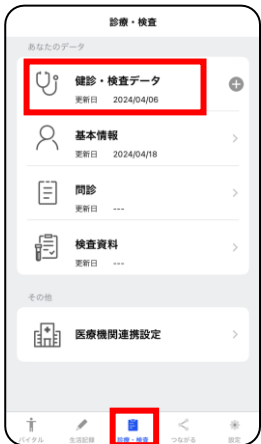 診療・検査
あなたのデータ
健診・検査データ
更新日 2024/04/06
基本情報
更新日 2024/04/18
問診
更新日 ---
検査資料
更新日 ---
その他
医療機関連携設定
バイタル 生活記録 診療・検査 つながる 設定